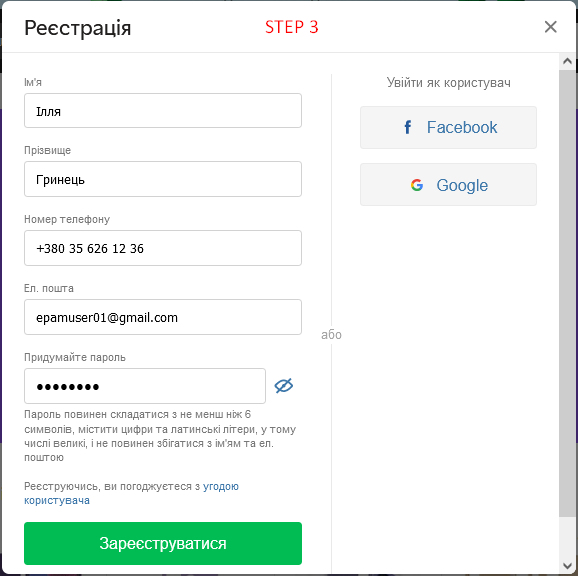 Реєстрація
STEP 3
Ім'я
Ілля
Прізвище
Гринець
Номер телефону
+380 35 626 12 36
Ел. пошта
epamuser01@gmail.com
Придумайте пароль
••••••••
Пароль повинен складатися з не менш ніж 6
символів, містити цифри та латинські літери, у тому
числі великі, і не повинен збігатися з ім'ям та ел.
поштою
Реєструючись, ви погоджуєтеся з угодою
користувача
Зареєструватися
або
Увійти як користувач
Facebook
Google